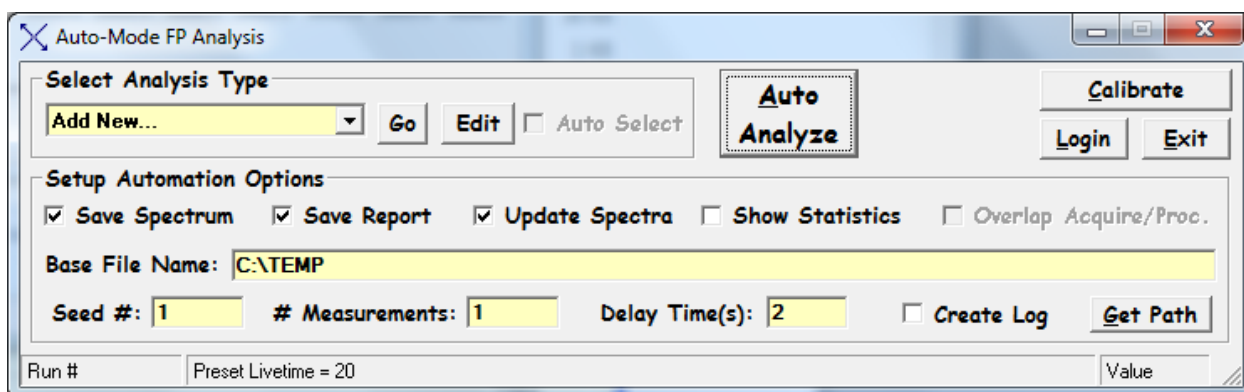 Auto-Mode FP Analysis
Select Analysis Type
Add New... Go Edit Auto Select
Auto
Analyze
Calibrate
Login Exit
Setup Automation Options
Save Spectrum Save Report Update Spectra Show Statistics Overlap Acquire/Proc.
Base File Name: C:\TEMP
Seed #: 1 # Measurements: 1 Delay Time(s): 2 Create Log Get Path
Run # Preset Livetime = 20 Value